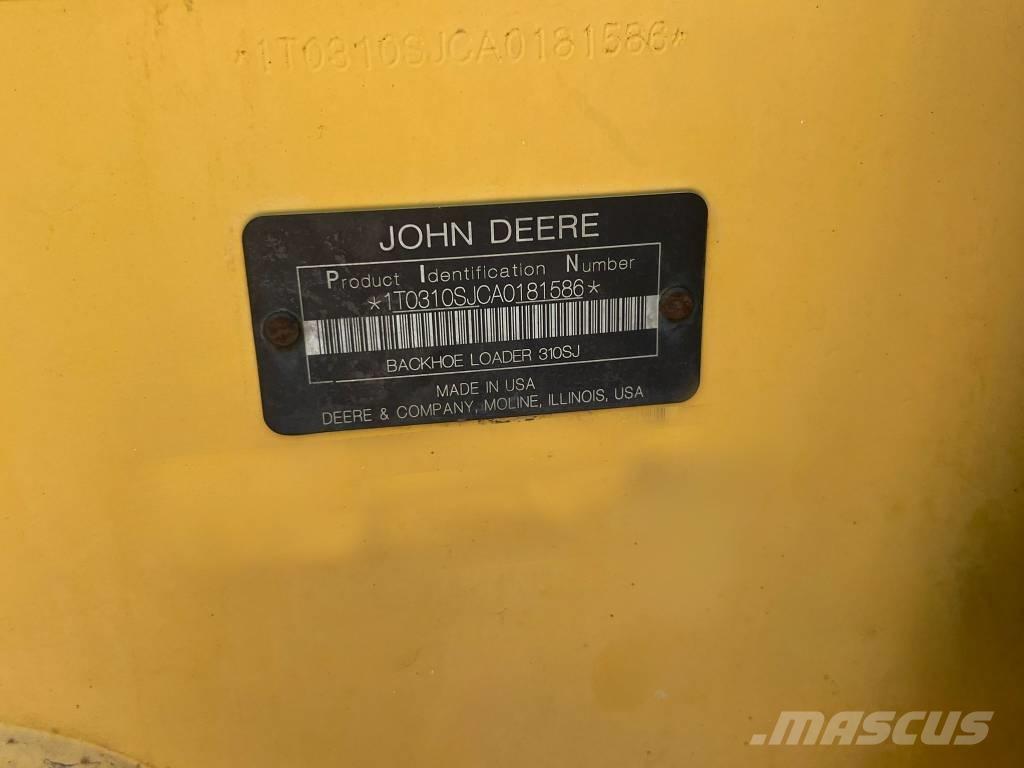 *1T0310SJCA0181586*
JOHN DEERE
Product Identification Number
*1T0310SJCA0181586*
BACKHOE LOADER 310SJ
MADE IN USA
DEERE & COMPANY, MOLINE, ILLINOIS, USA
.MASCUS